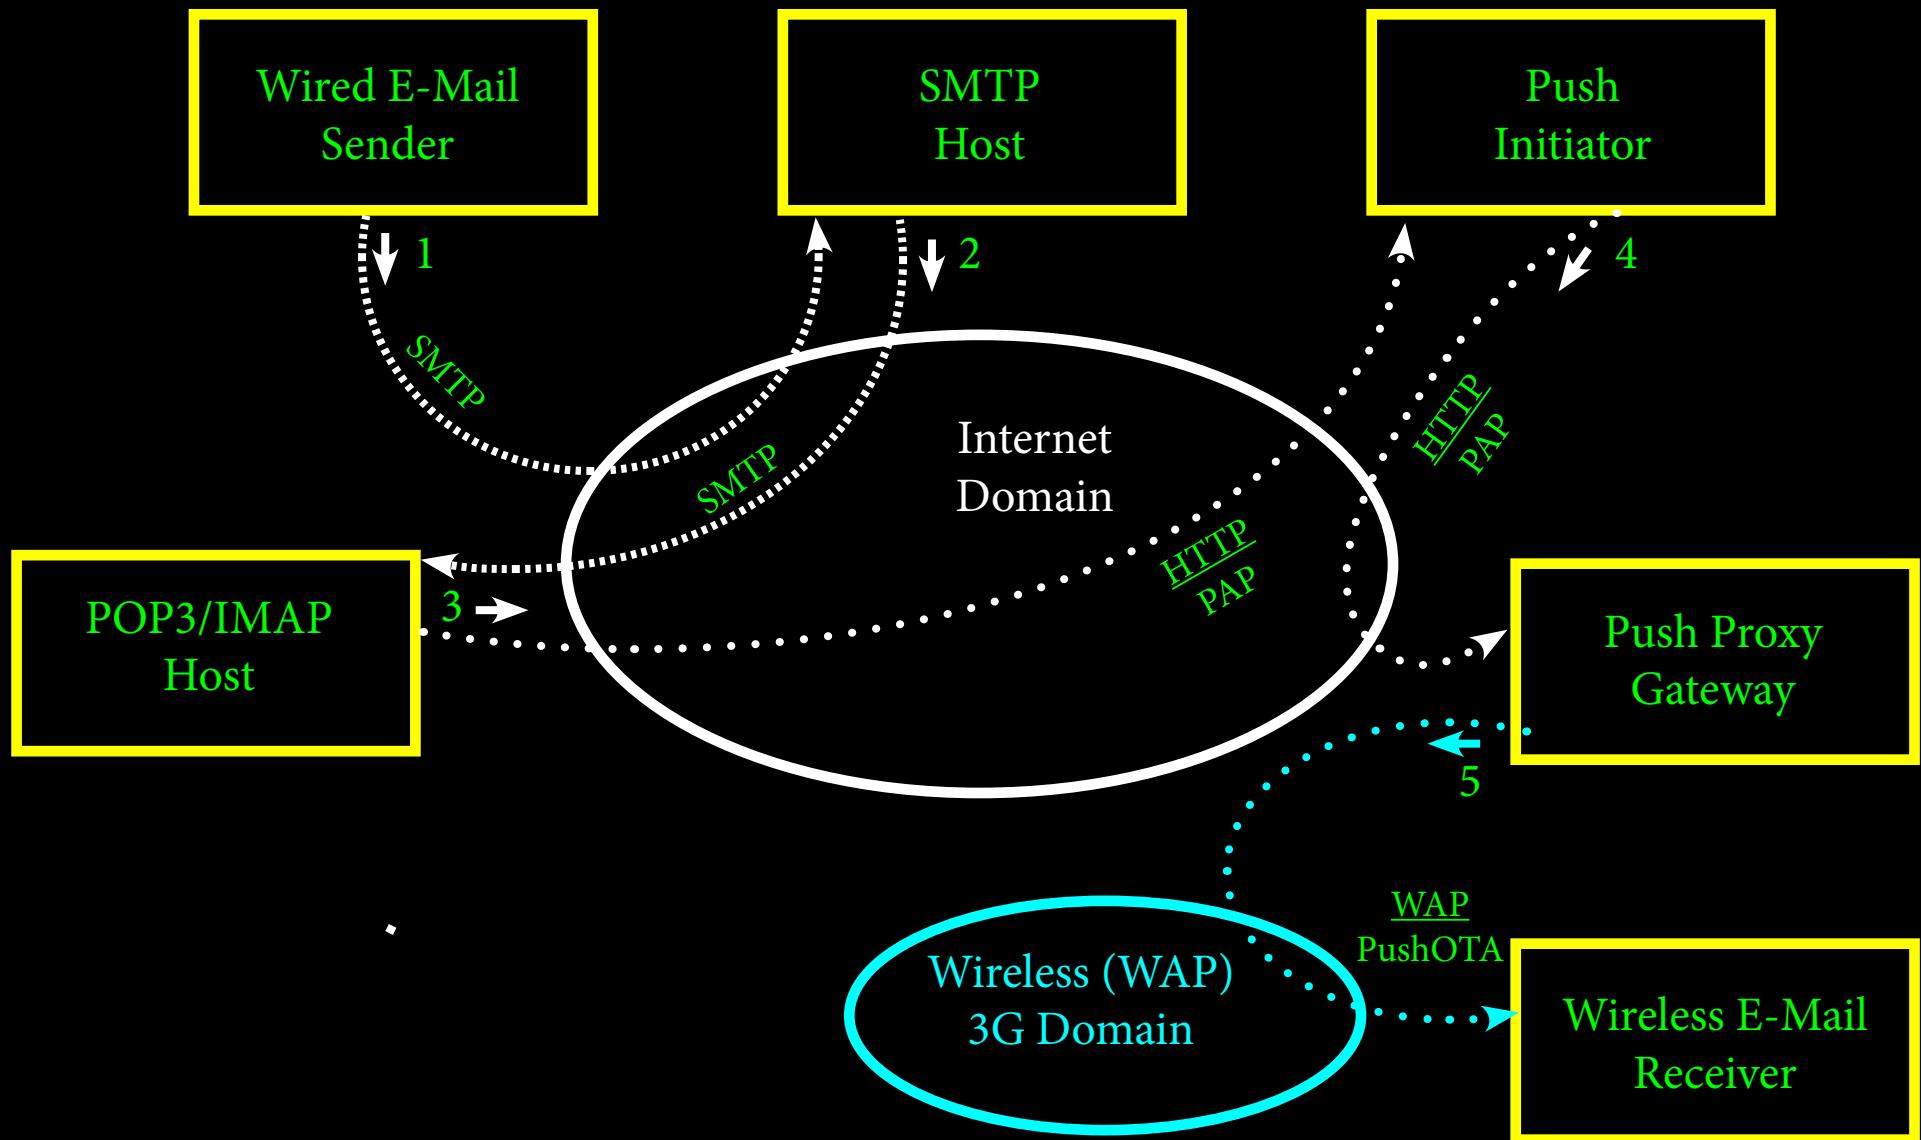 Wired E-Mail
Sender
SMTP
Host
Push
Initiator
1
2
4
SMTP
SMTP
Internet
Domain
HTTP
PAP
HTTP
PAP
POP3/IMAP
Host
3
Push Proxy
Gateway
5
WAP
PushOTA
Wireless (WAP)
3G Domain
Wireless E-Mail
Receiver